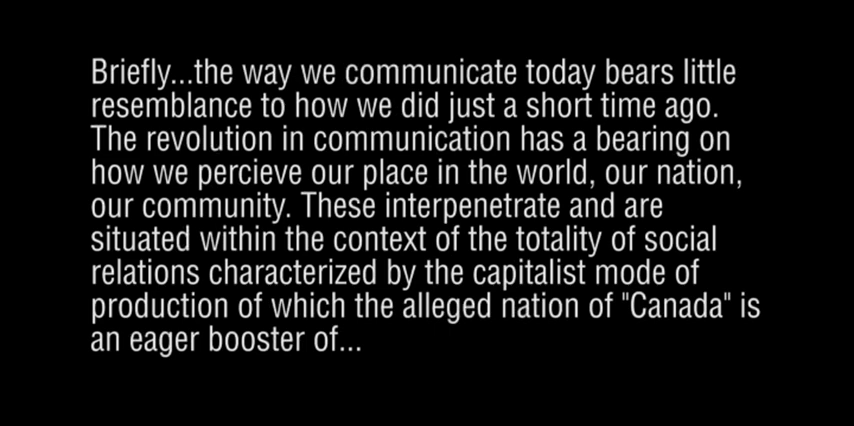 Briefly...the way we communicate today bears little
resemblance to how we did just a short time ago.
The revolution in communication has a bearing on
how we percieve our place in the world, our nation,
our community. These interpenetrate and are
situated within the context of the totality of social
relations characterized by the capitalist mode of
production of which the alleged nation of "Canada" is
an eager booster of...